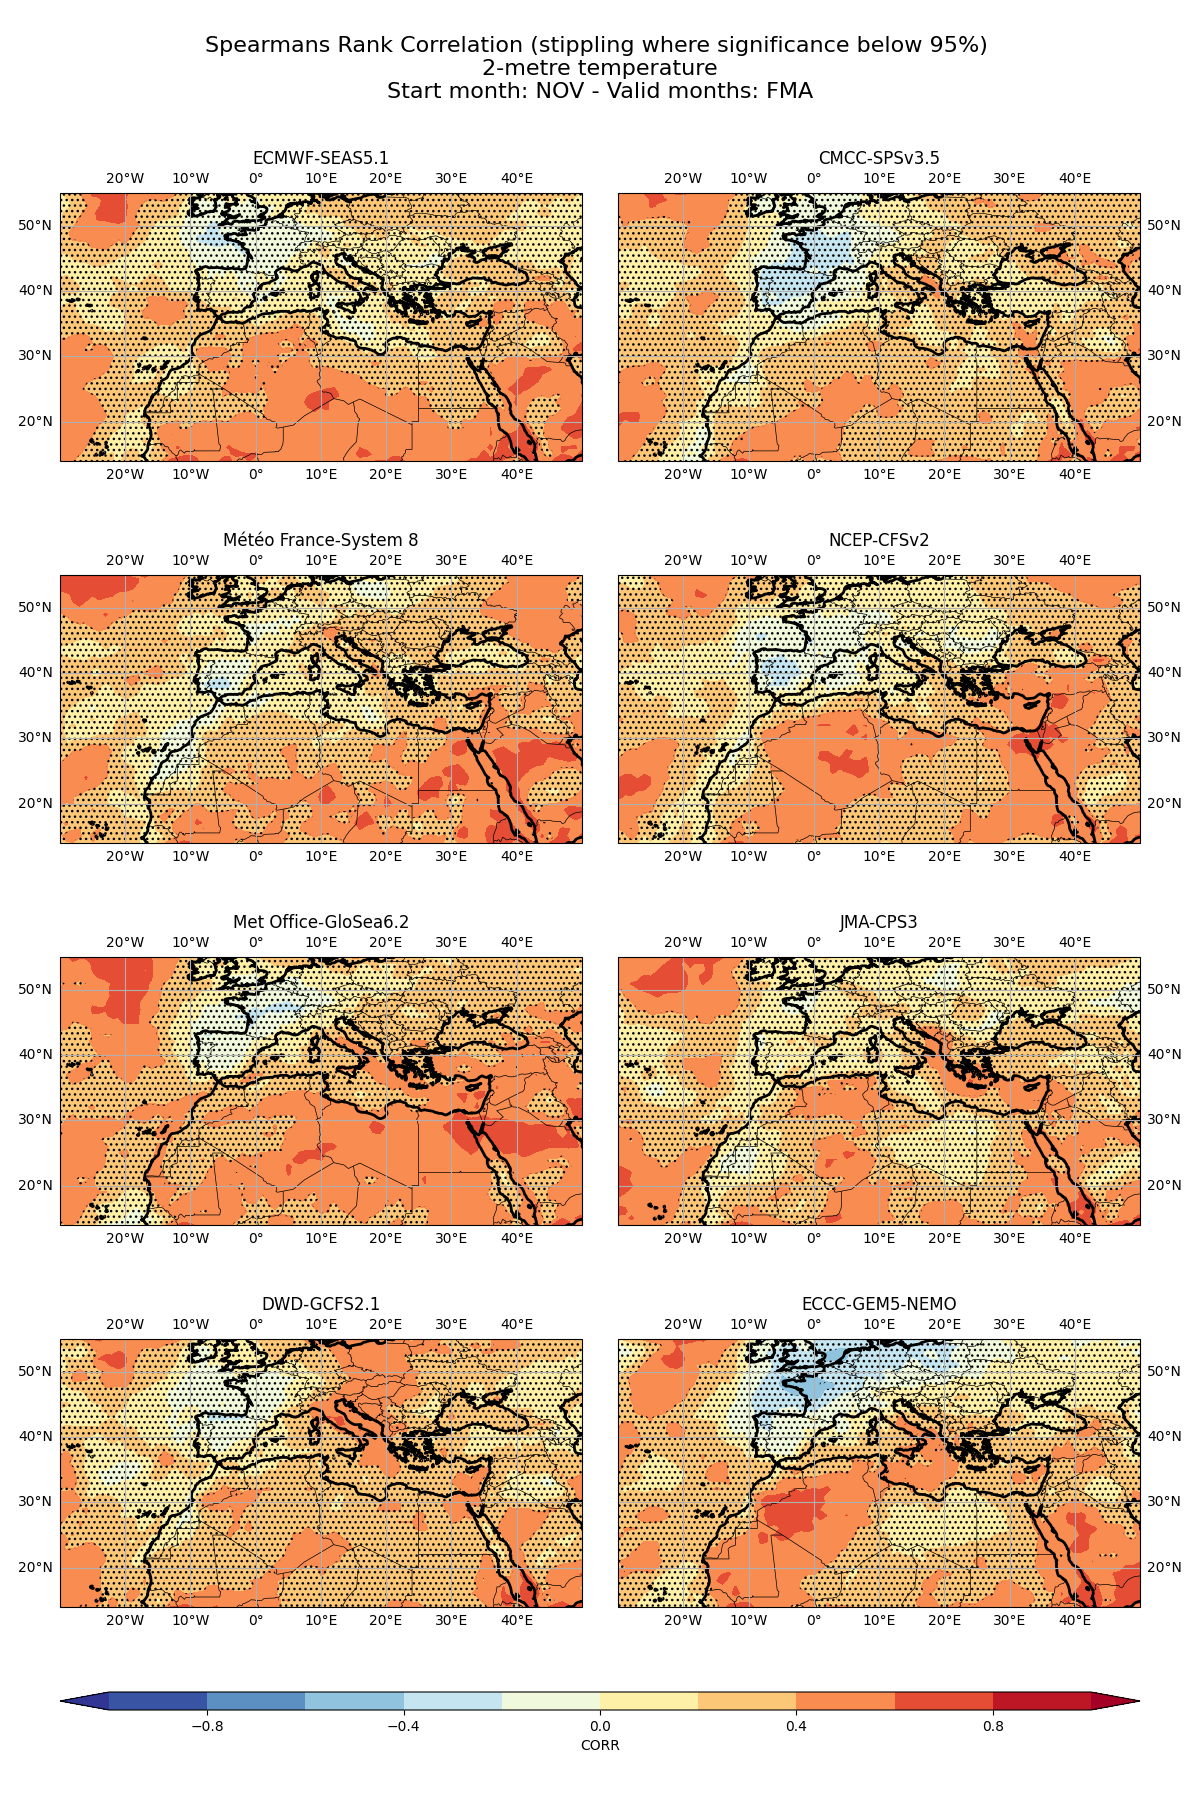 Spearmans Rank Correlation (stippling where significance below 95%)
2-metre temperature
Start month: NOV - Valid months: FMA
ECMWF-SEAS5.1
20°W 10°W 0° 10°E 20°E 30°E 40°E
50°N
40°N
30°N
20°N
20°W 10°W 0° 10°E 20°E 30°E 40°E
CMCC-SPSv3.5
20°W 10°W 0° 10°E 20°E 30°E 40°E
50°N
40°N
30°N
20°N
20°W 10°W 0° 10°E 20°E 30°E 40°E
Météo France-System 8
20°W 10°W 0° 10°E 20°E 30°E 40°E
50°N
40°N
30°N
20°N
20°W 10°W 0° 10°E 20°E 30°E 40°E
NCEP-CFSv2
20°W 10°W 0° 10°E 20°E 30°E 40°E
50°N
40°N
30°N
20°N
20°W 10°W 0° 10°E 20°E 30°E 40°E
Met Office-GloSea6.2
20°W 10°W 0° 10°E 20°E 30°E 40°E
50°N
40°N
30°N
20°N
20°W 10°W 0° 10°E 20°E 30°E 40°E
JMA-CPS3
20°W 10°W 0° 10°E 20°E 30°E 40°E
50°N
40°N
30°N
20°N
20°W 10°W 0° 10°E 20°E 30°E 40°E
DWD-GCFS2.1
20°W 10°W 0° 10°E 20°E 30°E 40°E
50°N
40°N
30°N
20°N
20°W 10°W 0° 10°E 20°E 30°E 40°E
ECCC-GEM5-NEMO
20°W 10°W 0° 10°E 20°E 30°E 40°E
50°N
40°N
30°N
20°N
20°W 10°W 0° 10°E 20°E 30°E 40°E
−0.8 −0.4 0.0 0.4 0.8
CORR